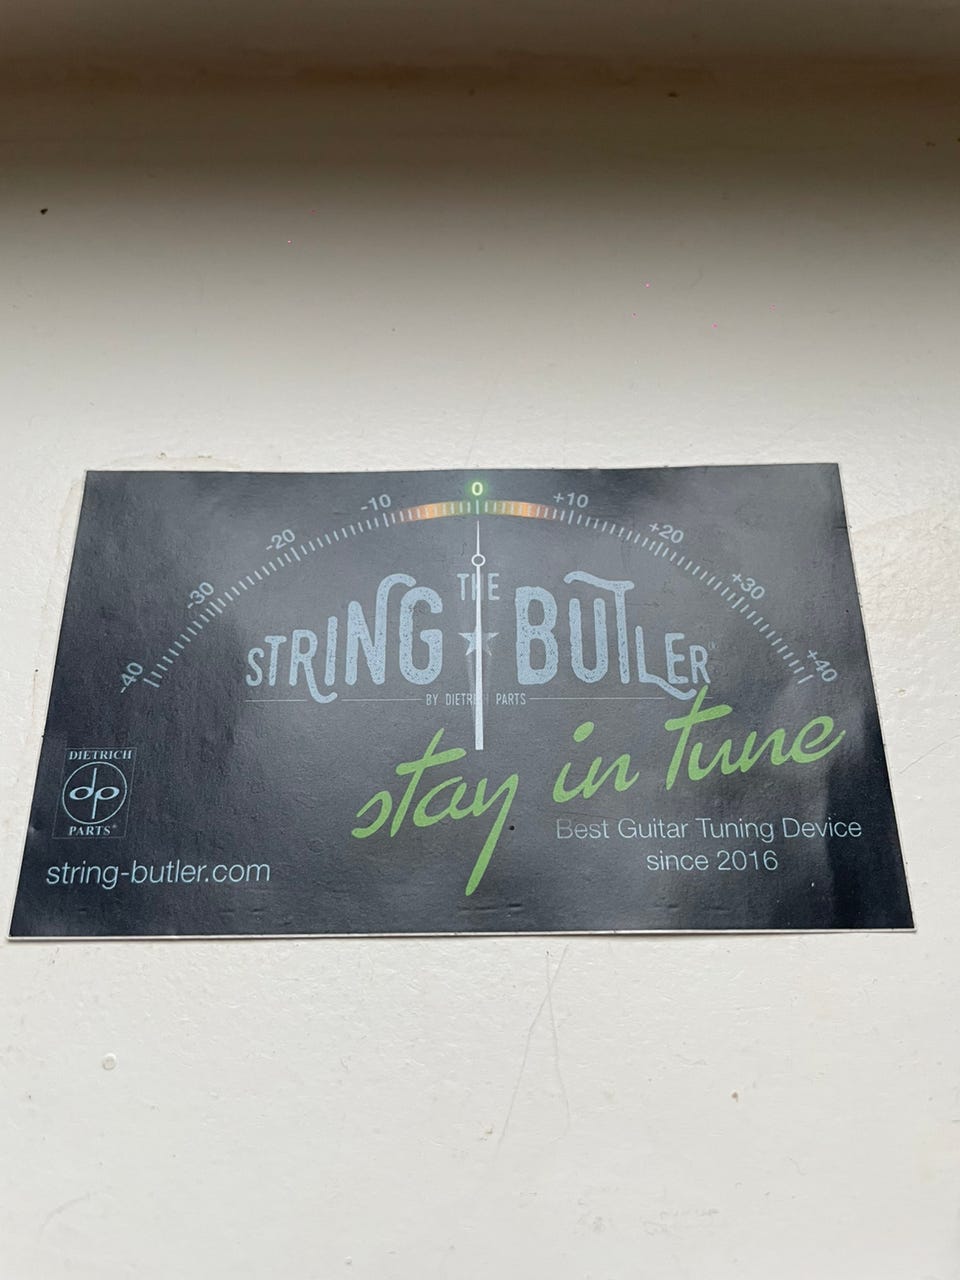 0
-10 +10
-20 +20
-30 +30
-40 +40
THE
STRING BUTLER
BY DIETRICH PARTS
stay in tune
DIETRICH
dp
PARTS®
Best Guitar Tuning Device
since 2016
string-butler.com